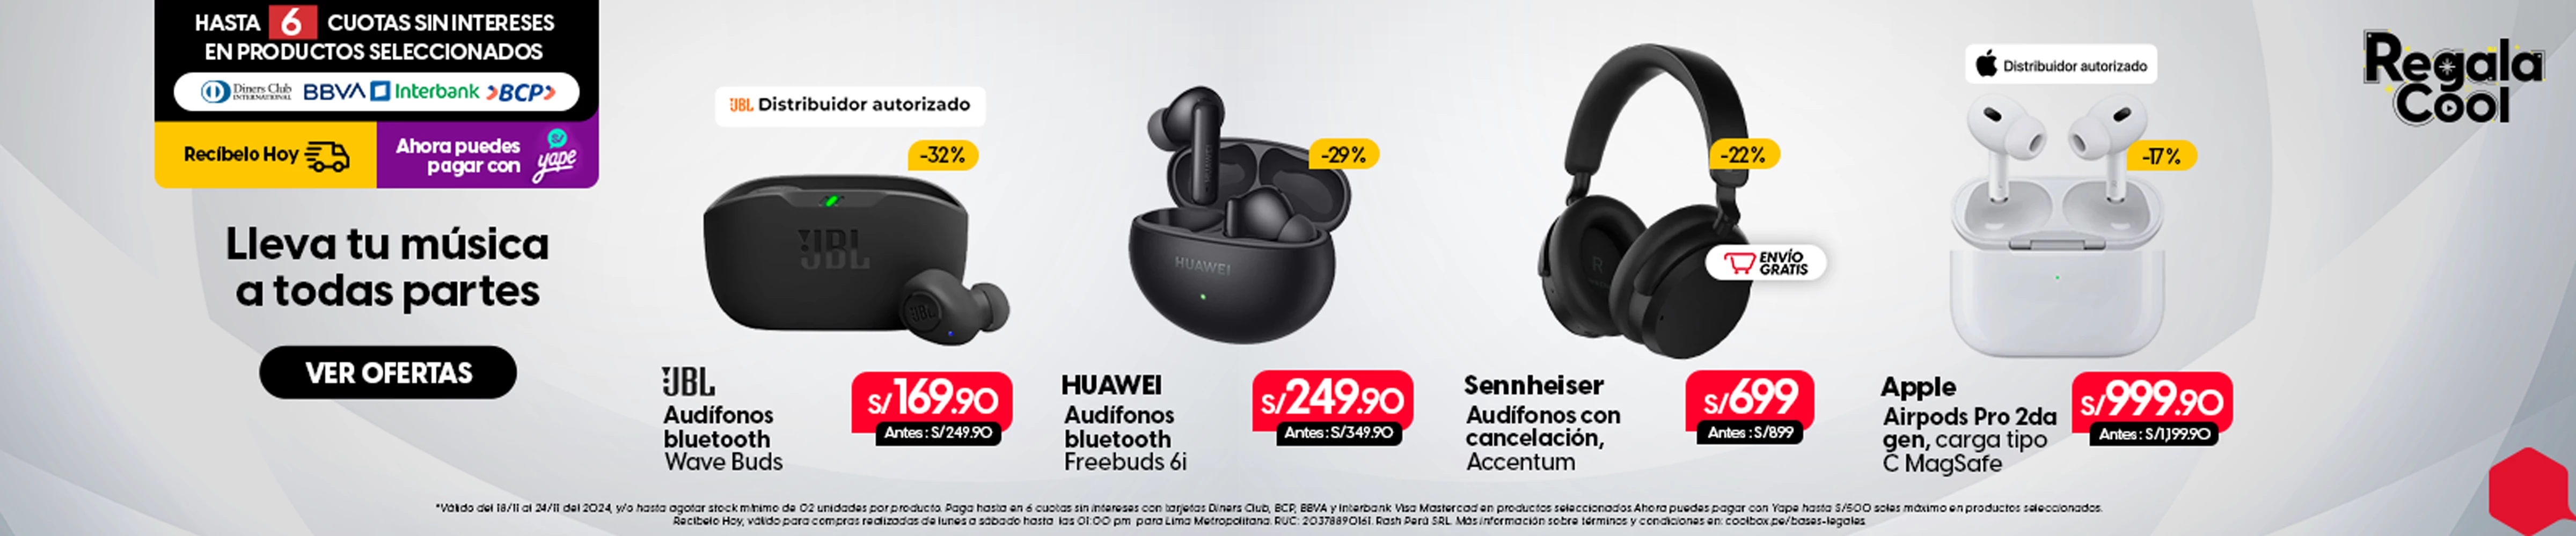 HASTA 6 CUOTAS SIN INTERESES
EN PRODUCTOS SELECCIONADOS
Diners Club INTERNATIONAL BBVA Interbank BCP
Recíbelo Hoy
Ahora puedes
pagar con yape
S/
Lleva tu música
a todas partes
VER OFERTAS
JBL Distribuidor autorizado
-32%
JBL
JBL
JBL
Audífonos
bluetooth
Wave Buds
S/169.90
Antes: S/249.90
-29%
HUAWEI
HUAWEI
HUAWEI
Audífonos
bluetooth
Freebuds 6i
S/249.90
Antes: S/349.90
-22%
R
ENVÍO
GRATIS
Sennheiser
Audífonos con
cancelación,
Accentum
S/699
Antes: S/899
Distribuidor autorizado
-17%
Apple
Airpods Pro 2da
gen, carga tipo
C MagSafe
S/999.90
Antes: S/1,199.90
Regala
Cool
*Válido del 18/11 al 24/11 del 2024, y/o hasta agotar stock mínimo de 02 unidades por producto. Paga hasta en 6 cuotas sin intereses con tarjetas Diners Club, BCP, BBVA y Interbank Visa Mastercard en productos seleccionados.Ahora puedes pagar con Yape hasta S/500 soles máximo en productos seleccionados.
Recíbelo Hoy, válido para compras realizadas de lunes a sábado hasta las 01:00 pm para Lima Metropolitana. RUC: 20378890161. Rash Perú SRL. Más información sobre términos y condiciones en: coolbox.pe/bases-legales